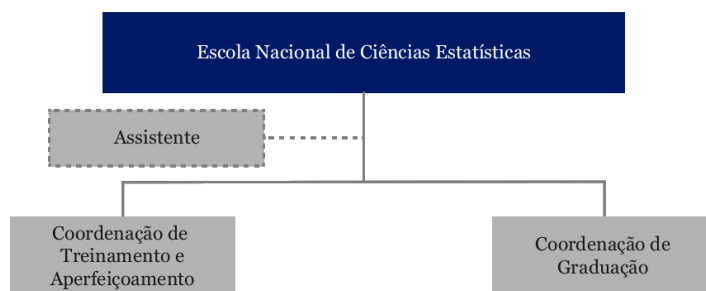 Escola Nacional de Ciências Estatísticas
Assistente
Coordenação de
Treinamento e
Aperfeiçoamento
Coordenação de
Graduação